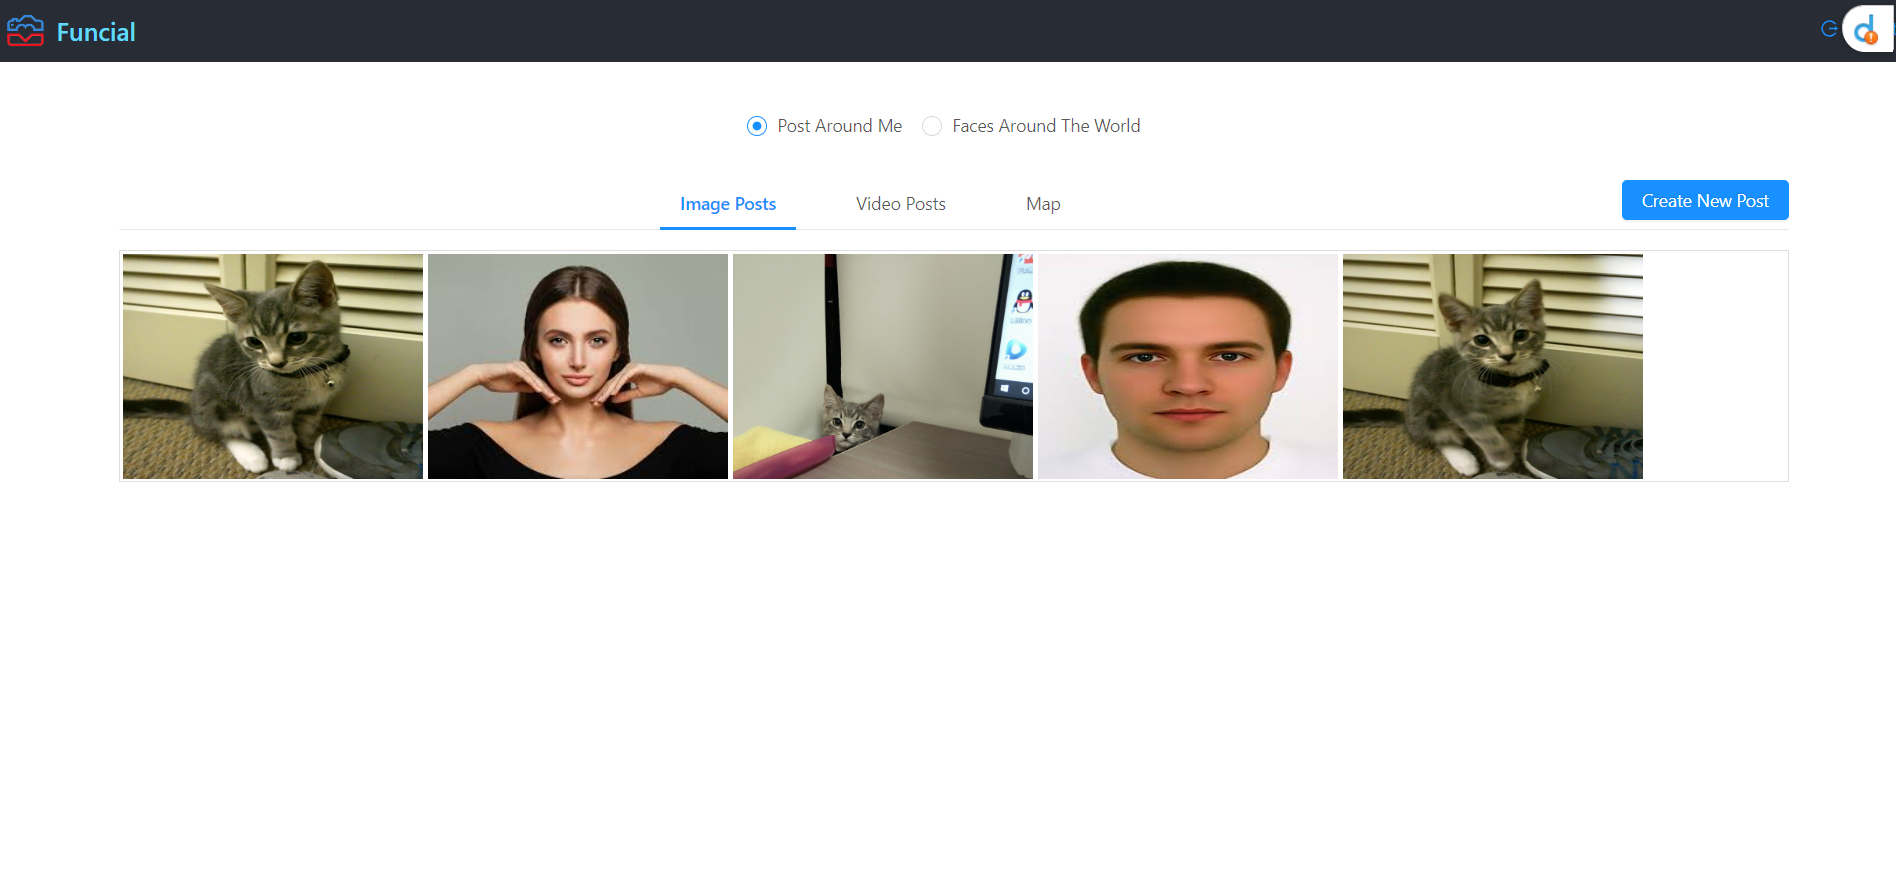 Funcial
Post Around Me
Faces Around The World
Image Posts
Video Posts
Map
Create New Post